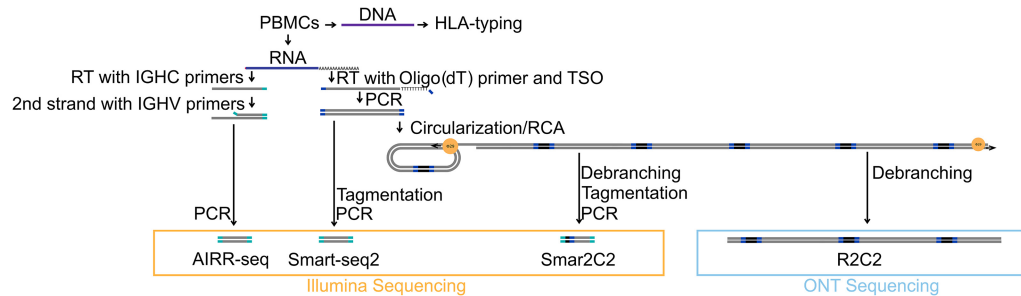 PBMCs
DNA
HLA-typing
RNA
RT with IGHC primers
RT with Oligo(dT) primer and TSO
2nd strand with IGHV primers
PCR
Circularization/RCA
Tagmentation
PCR
PCR
Debranching
Tagmentation
PCR
Debranching
AIRR-seq
Smart-seq2
Smar2C2
R2C2
Illumina Sequencing
ONT Sequencing